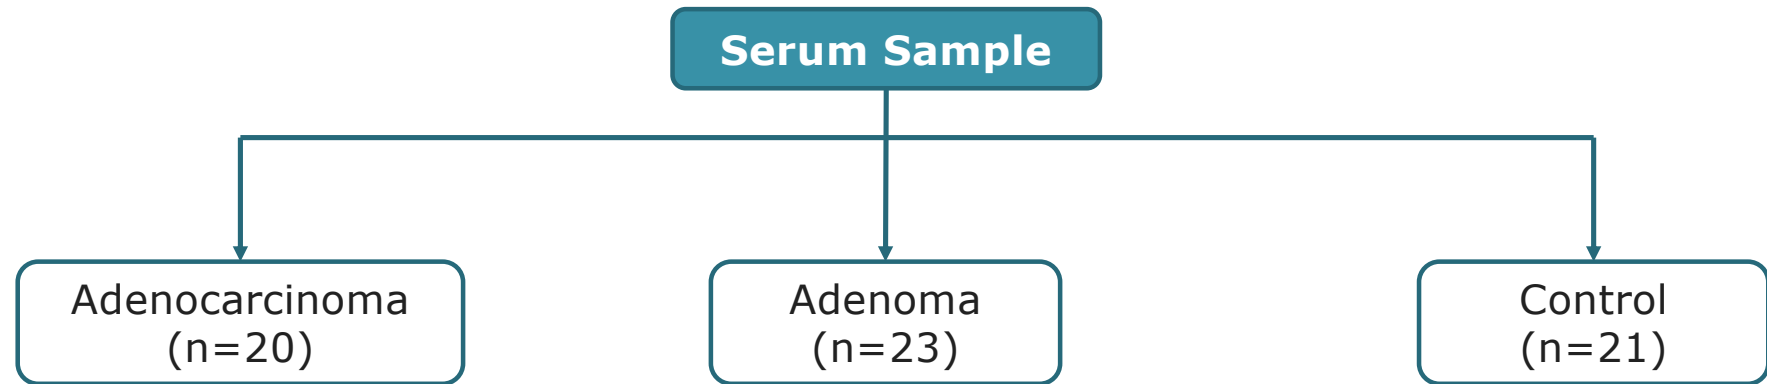 Serum Sample
Adenocarcinoma
(n=20)
Adenoma
(n=23)
Control
(n=21)